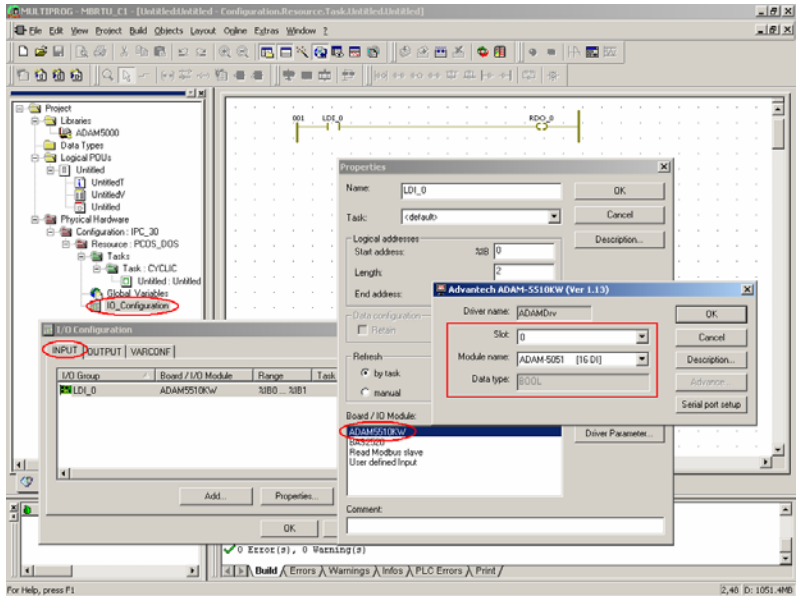 MULTIPROG - MBRTU_C1 - [Untitled:Untitled - Configuration.Resource.Task.Untitled.Untitled]
File Edit View Project Build Objects Layout Online Extras Window ?
Project
Libraries
ADAM5000
Data Types
Logical POUs
Untitled
UntitledT
UntitledV
Untitled
Physical Hardware
Configuration : IPC_30
Resource : PCOS_DOS
Tasks
Task : CYCLIC
Untitled : Untitled
Global_Variables
IO_Configuration
001 LDI_0 RDO_0
Properties
Name: LDI_0 OK
Task: <default> Cancel
Logical addresses Description...
Start address: %IB 0
Length: 2
End address:
Data configuration
Retain
Refresh
by task
manual
Board / IO Module:
ADAM5510KW Driver Parameter...
BAS2520
Read Modbus slave
User defined Input
Comment:
Advantech ADAM-5510KW (Ver 1.13)
Driver name: ADAMDrv OK
Slot: 0 Cancel
Module name: ADAM-5051 [16 DI] Description...
Data type: BOOL Advance...
Serial port setup
I/O Configuration
INPUT OUTPUT VARCONF
I/O Group Board / I/O Module Range Task
LDI_0 ADAM5510KW %IB0 ... %IB1
Add... Properties...
OK
0 Error(s), 0 Warning(s)
Build Errors Warnings Infos PLC Errors Print
For Help, press F1 2,48 D: 1051.4MB